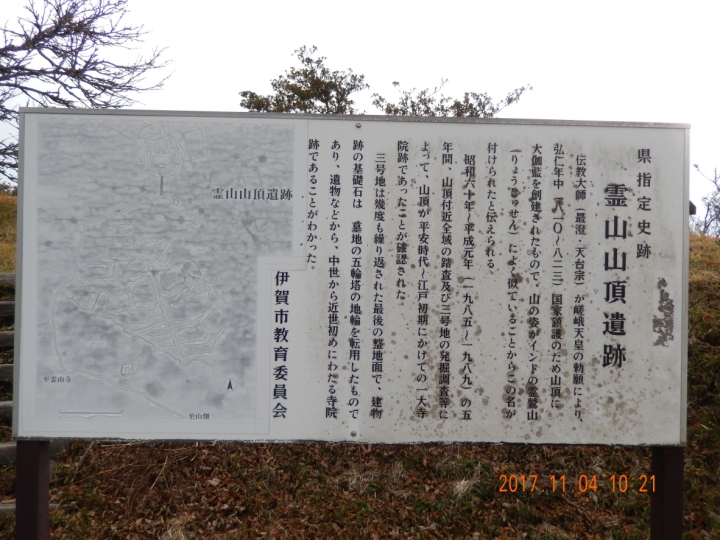 県指定史跡
霊山山頂遺跡
伝教大師（最澄・天台宗）が嵯峨天皇の勅願により、
弘仁年中（八一〇～八二三）国家鎮護のため山頂に
大伽藍を創建されたもので、山の姿がインドの霊鷲山
（りょうじゅせん）によく似ていることからこの名が
付けられたと伝えられる。
昭和六十年～平成元年（一九八五～一九八九）の五
年間、山頂付近全域の踏査及び三号地の発掘調査等に
よって、山頂が平安時代～江戸初期にかけての一大寺
院跡であったことが確認された。
三号地は幾度も繰り返された最後の整地面で、建物
跡の基礎石は 墓地の五輪塔の地輪を転用したもので
あり、遺物などから、中世から近世初めにわたる寺院
跡であることがわかった。
伊賀市教育委員会
霊山山頂遺跡
至霊山寺
至山畑
2017 11 04 10 21